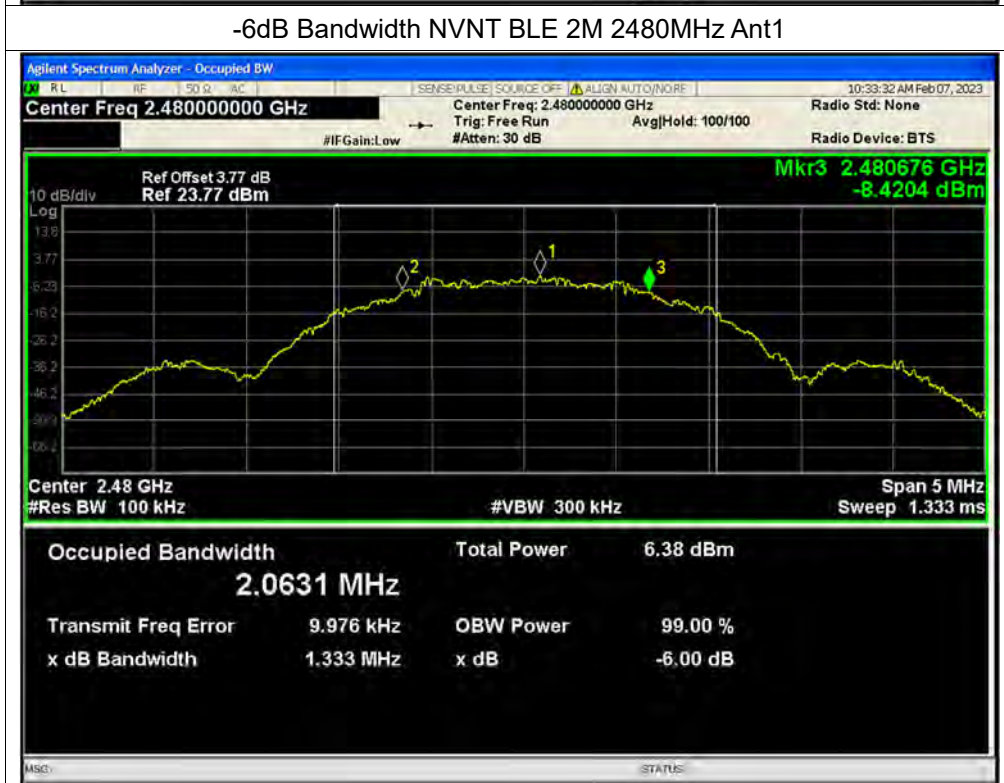 -6dB Bandwidth NVNT BLE 2M 2480MHz Ant1
Agilent Spectrum Analyzer - Occupied BW
RL RF 50 Ω AC SENSE:PULSE SOURCE OFF ALIGN AUTO/NO RF 10:33:32 AM Feb 07, 2023
Center Freq 2.480000000 GHz Center Freq: 2.480000000 GHz Radio Std: None
Trig: Free Run Avg|Hold: 100/100
#IFGain:Low #Atten: 30 dB Radio Device: BTS
Mkr3 2.480676 GHz
-8.4204 dBm
Ref Offset 3.77 dB
10 dB/div Ref 23.77 dBm
Log
13.8
3.77
-6.23
-16.2
-26.2
-36.2
-46.2
1
2
3
Center 2.48 GHz Span 5 MHz
#Res BW 100 kHz #VBW 300 kHz Sweep 1.333 ms
Occupied Bandwidth Total Power 6.38 dBm
2.0631 MHz
Transmit Freq Error 9.976 kHz OBW Power 99.00 %
x dB Bandwidth 1.333 MHz x dB -6.00 dB
MSG STATUS